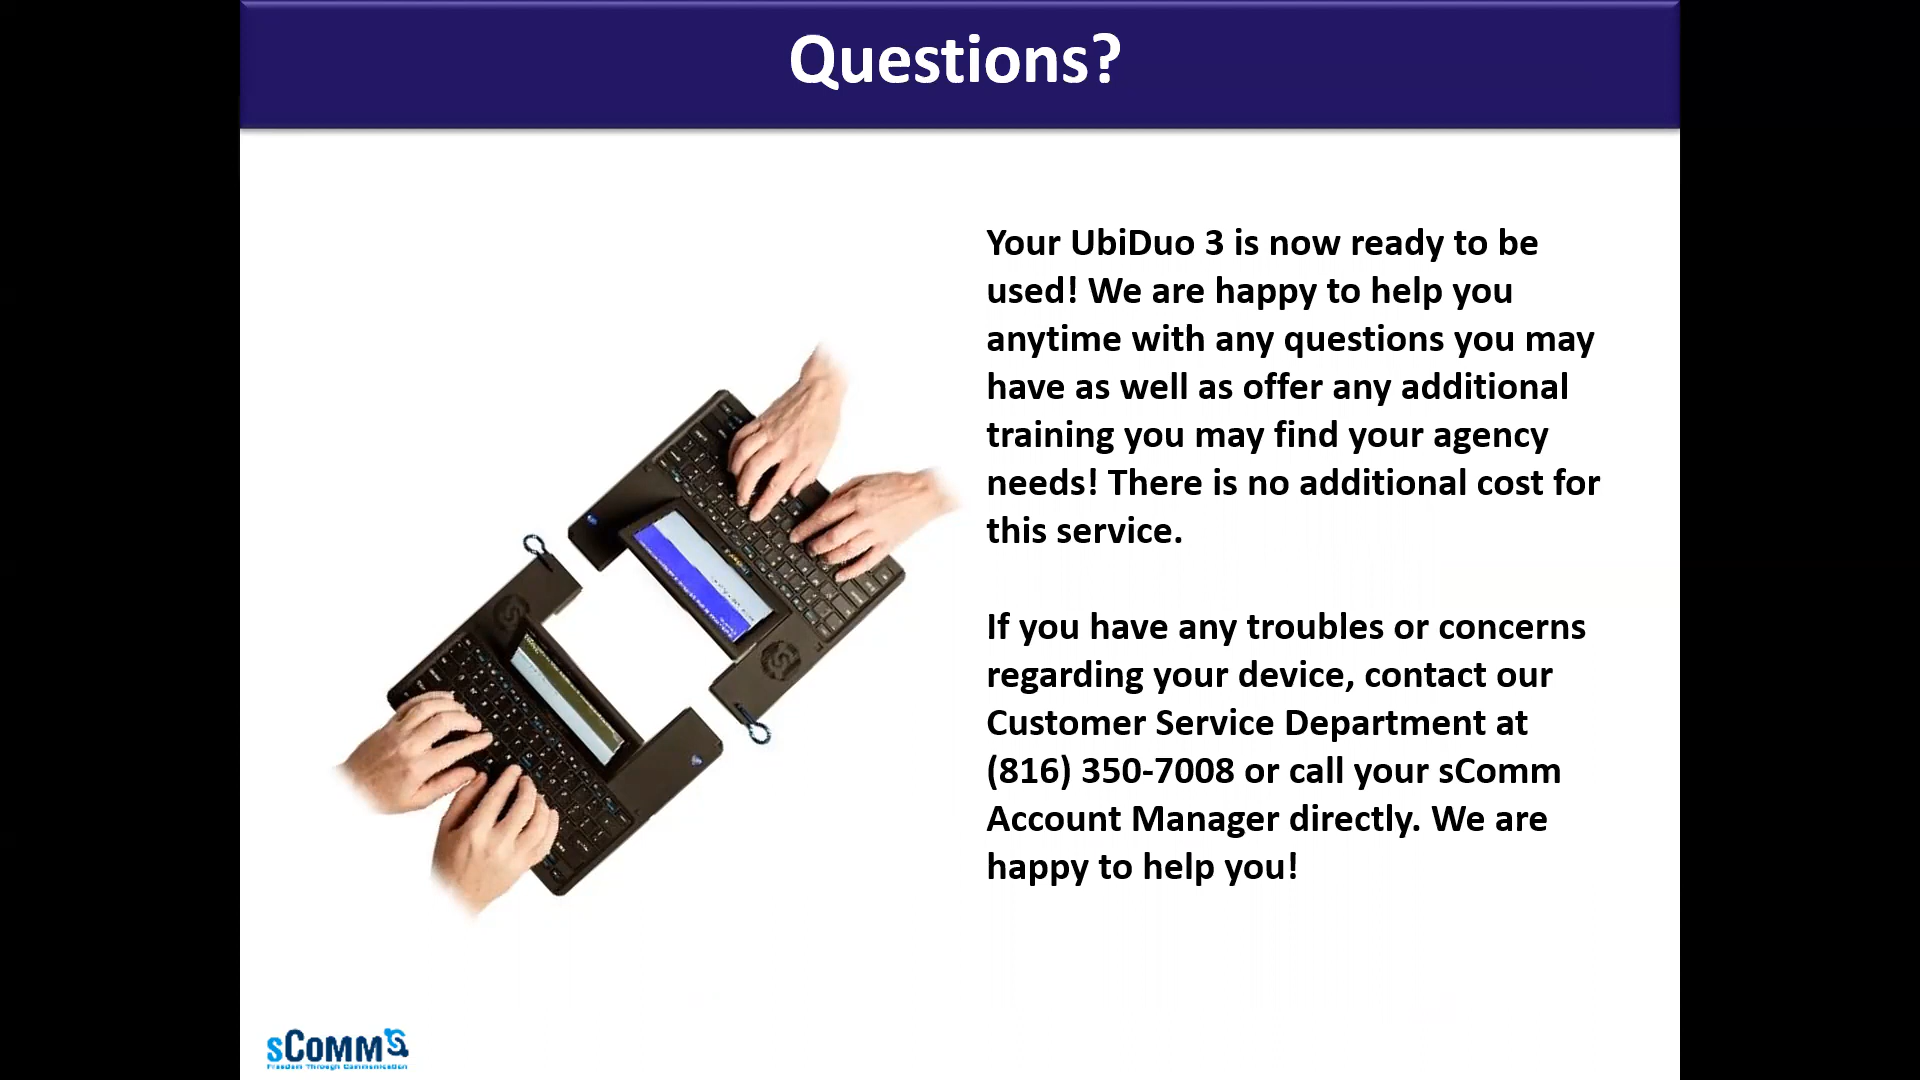 Questions?
Your UbiDuo 3 is now ready to be
used! We are happy to help you
anytime with any questions you may
have as well as offer any additional
training you may find your agency
needs! There is no additional cost for
this service.
If you have any troubles or concerns
regarding your device, contact our
Customer Service Department at
(816) 350-7008 or call your sComm
Account Manager directly. We are
happy to help you!
sComm
Freedom Through Communication